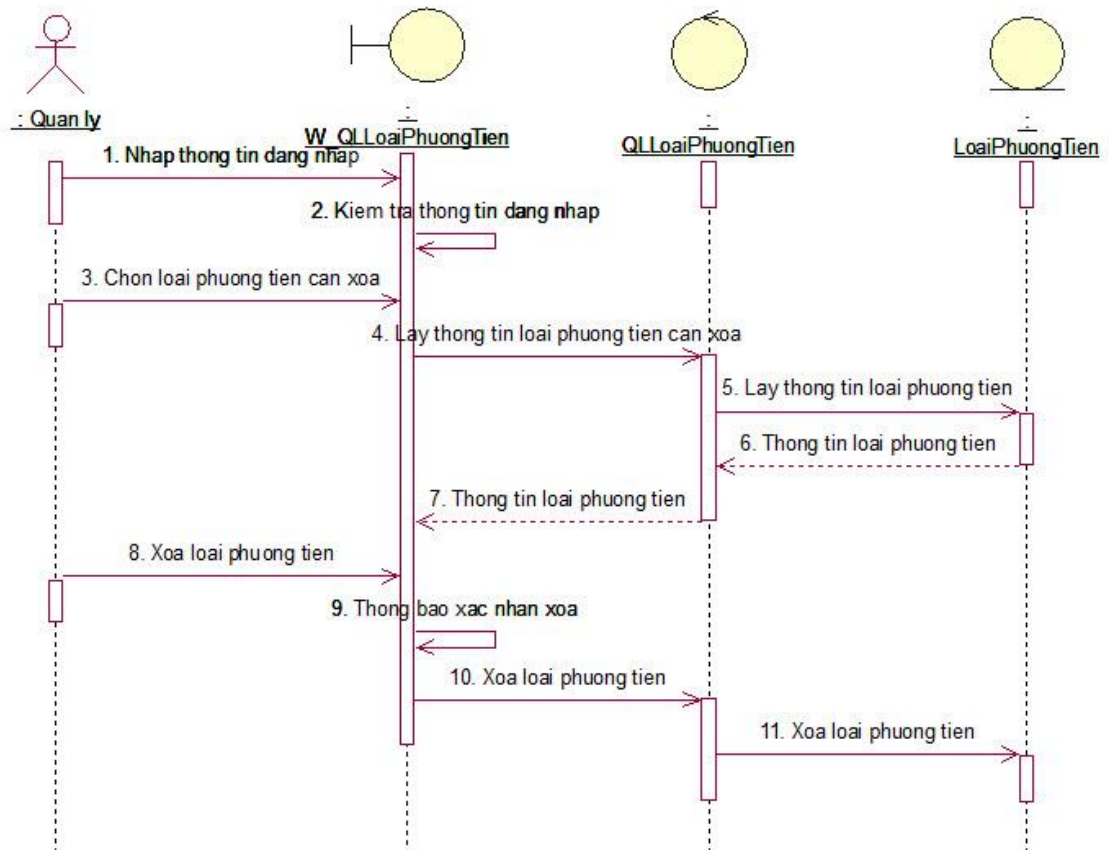 : Quan ly
:
W_QLLoaiPhuongTien
:
QLLoaiPhuongTien
:
LoaiPhuongTien
1. Nhap thong tin dang nhap
2. Kiem tra thong tin dang nhap
3. Chon loai phuong tien can xoa
4. Lay thong tin loai phuong tien can xoa
5. Lay thong tin loai phuong tien
6. Thong tin loai phuong tien
7. Thong tin loai phuong tien
8. Xoa loai phuong tien
9. Thong bao xac nhan xoa
10. Xoa loai phuong tien
11. Xoa loai phuong tien